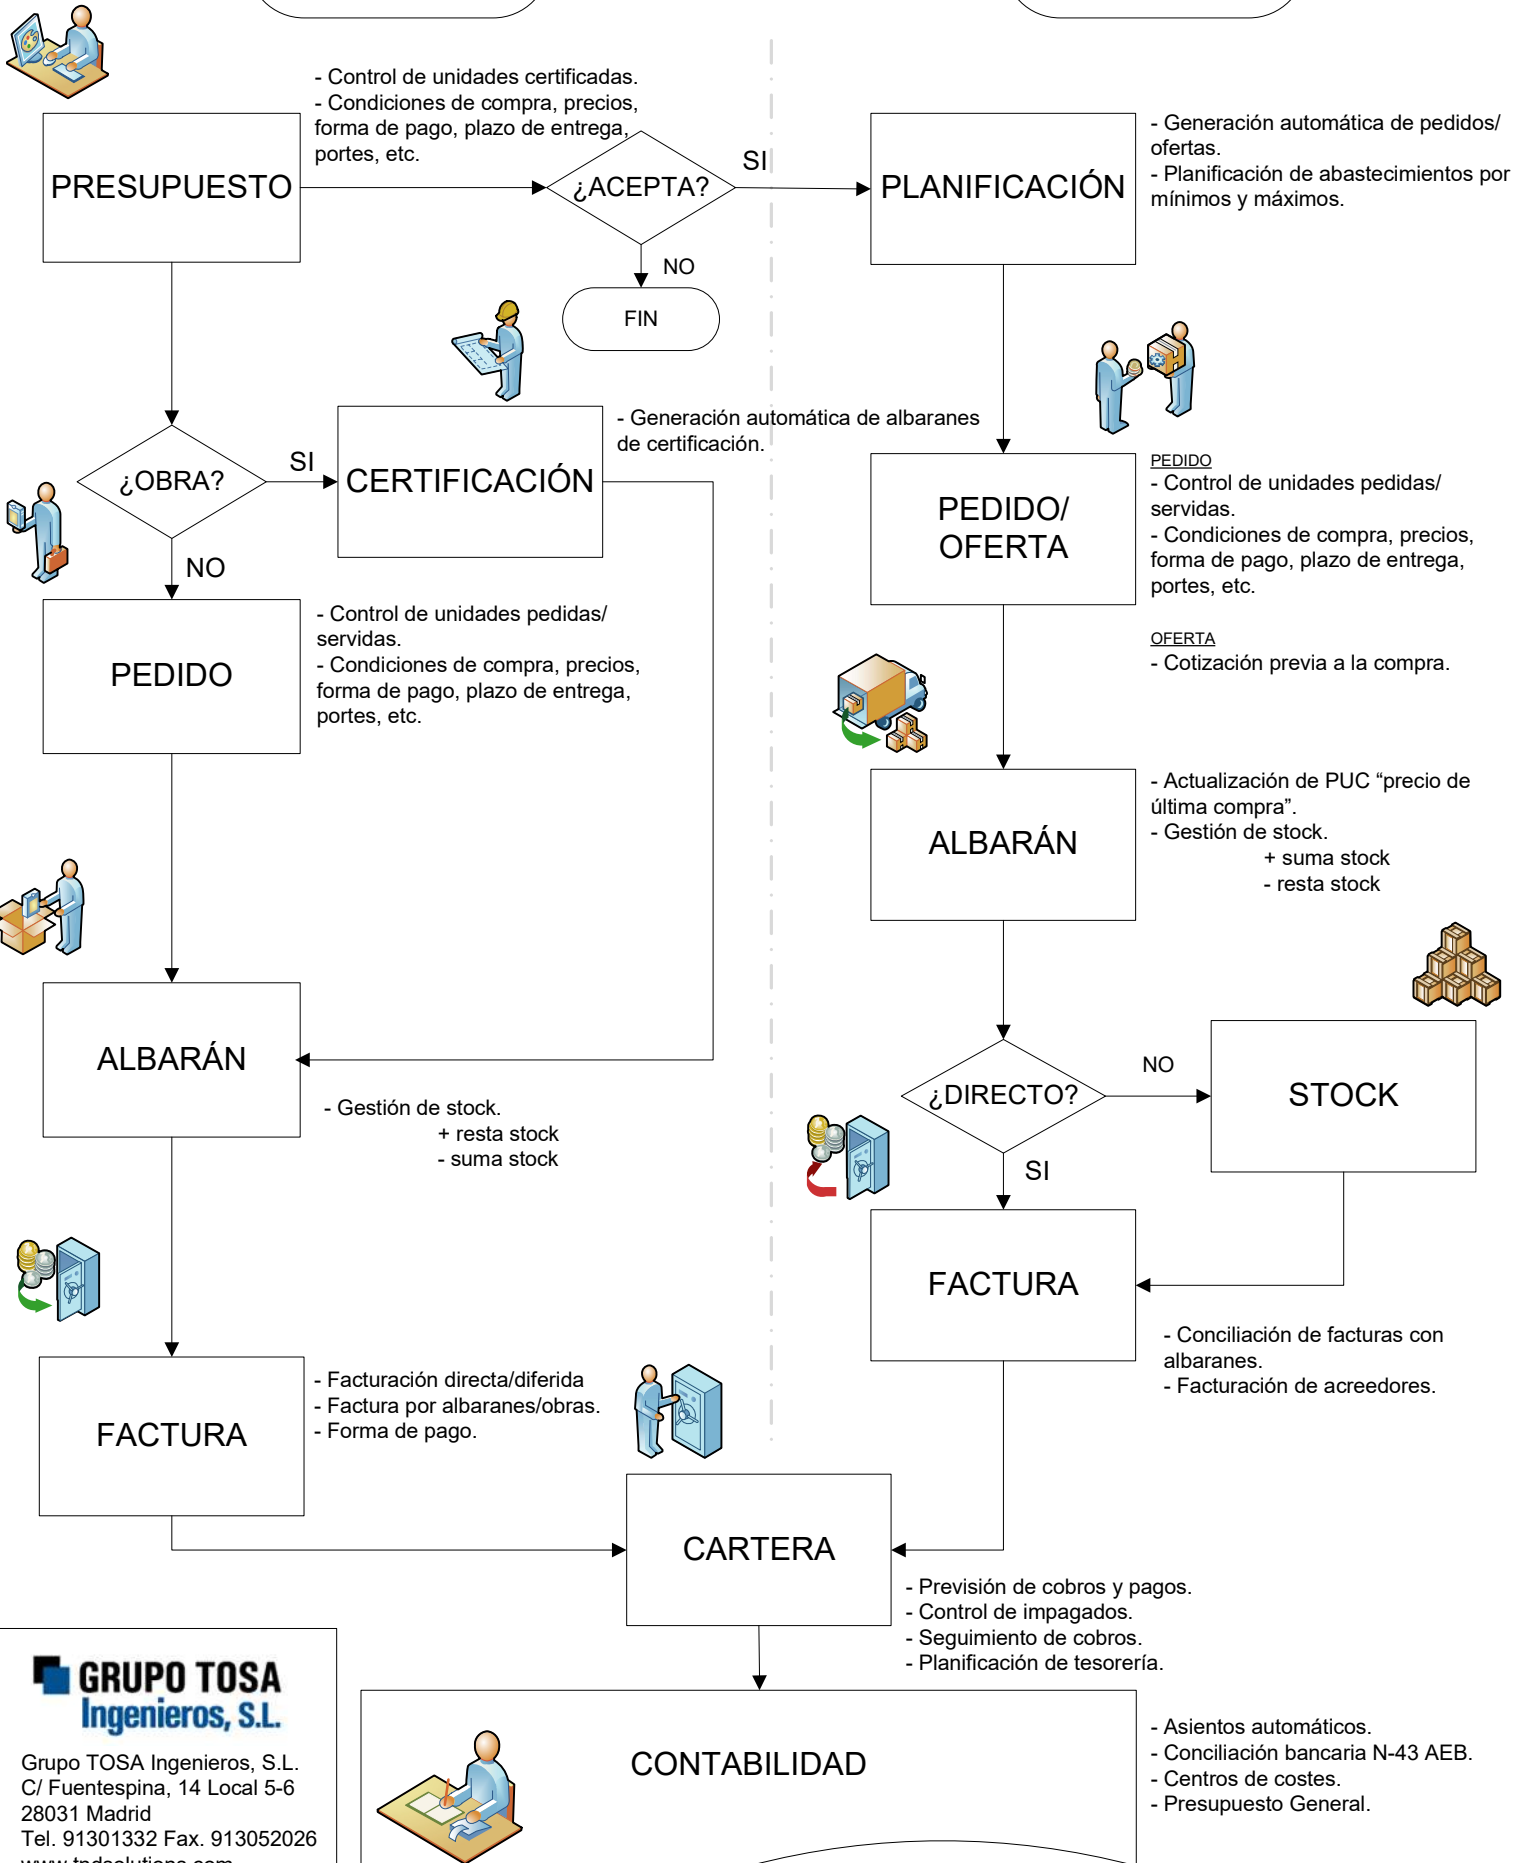 - Control de unidades certificadas.
- Condiciones de compra, precios,
forma de pago, plazo de entrega,
portes, etc.
PRESUPUESTO
¿ACEPTA?
SI
NO
FIN
PLANIFICACIÓN
- Generación automática de pedidos/
ofertas.
- Planificación de abastecimientos por
mínimos y máximos.
¿OBRA?
SI
NO
CERTIFICACIÓN
- Generación automática de albaranes
de certificación.
PEDIDO/
OFERTA
PEDIDO
- Control de unidades pedidas/
servidas.
- Condiciones de compra, precios,
forma de pago, plazo de entrega,
portes, etc.
OFERTA
- Cotización previa a la compra.
PEDIDO
- Control de unidades pedidas/
servidas.
- Condiciones de compra, precios,
forma de pago, plazo de entrega,
portes, etc.
ALBARÁN
- Actualización de PUC “precio de
última compra”.
- Gestión de stock.
+ suma stock
- resta stock
ALBARÁN
- Gestión de stock.
+ resta stock
- suma stock
¿DIRECTO?
NO
SI
STOCK
FACTURA
- Conciliación de facturas con
albaranes.
- Facturación de acreedores.
FACTURA
- Facturación directa/diferida
- Factura por albaranes/obras.
- Forma de pago.
CARTERA
- Previsión de cobros y pagos.
- Control de impagados.
- Seguimiento de cobros.
- Planificación de tesorería.
GRUPO TOSA
Ingenieros, S.L.
Grupo TOSA Ingenieros, S.L.
C/ Fuentespina, 14 Local 5-6
28031 Madrid
Tel. 91301332 Fax. 913052026
CONTABILIDAD
- Asientos automáticos.
- Conciliación bancaria N-43 AEB.
- Centros de costes.
- Presupuesto General.